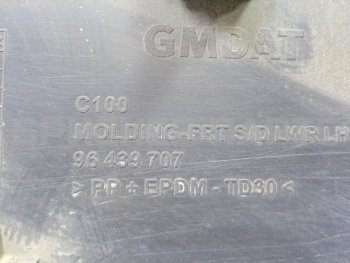 GMDAT
C100
MOLDING-FRT S/D LWR LH
96 439 707
> PP + EPDM - TD30 <